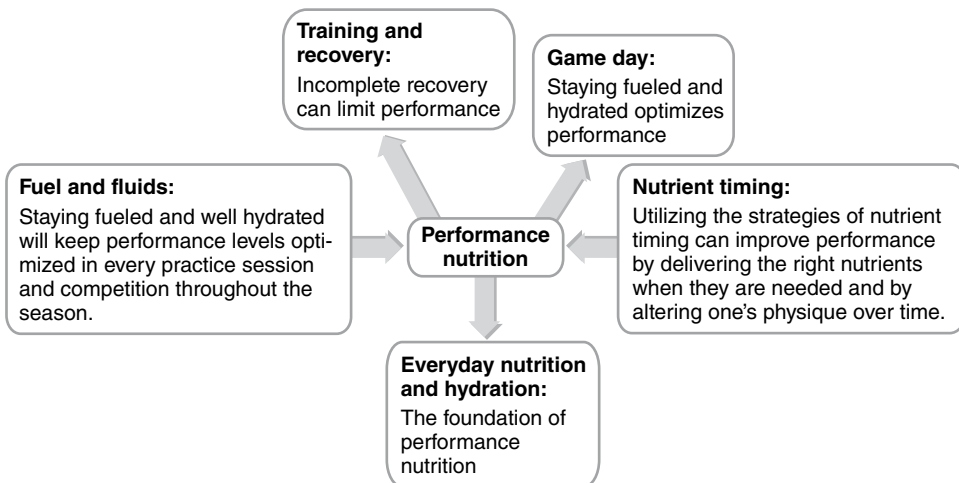 Training and
recovery:
Incomplete recovery
can limit performance
Game day:
Staying fueled and
hydrated optimizes
performance
Fuel and fluids:
Staying fueled and well hydrated
will keep performance levels opti-
mized in every practice session
and competition throughout the
season.
Performance
nutrition
Nutrient timing:
Utilizing the strategies of nutrient
timing can improve performance
by delivering the right nutrients
when they are needed and by
altering one’s physique over time.
Everyday nutrition
and hydration:
The foundation of
performance
nutrition